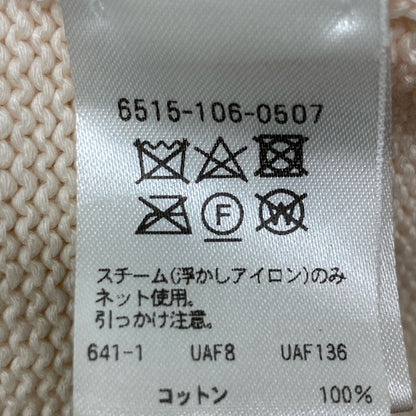 6515-106-0507
F W
スチーム(浮かしアイロン)のみ
ネット使用。
引っかけ注意。
641-1 UAF8 UAF136
コットン 100%